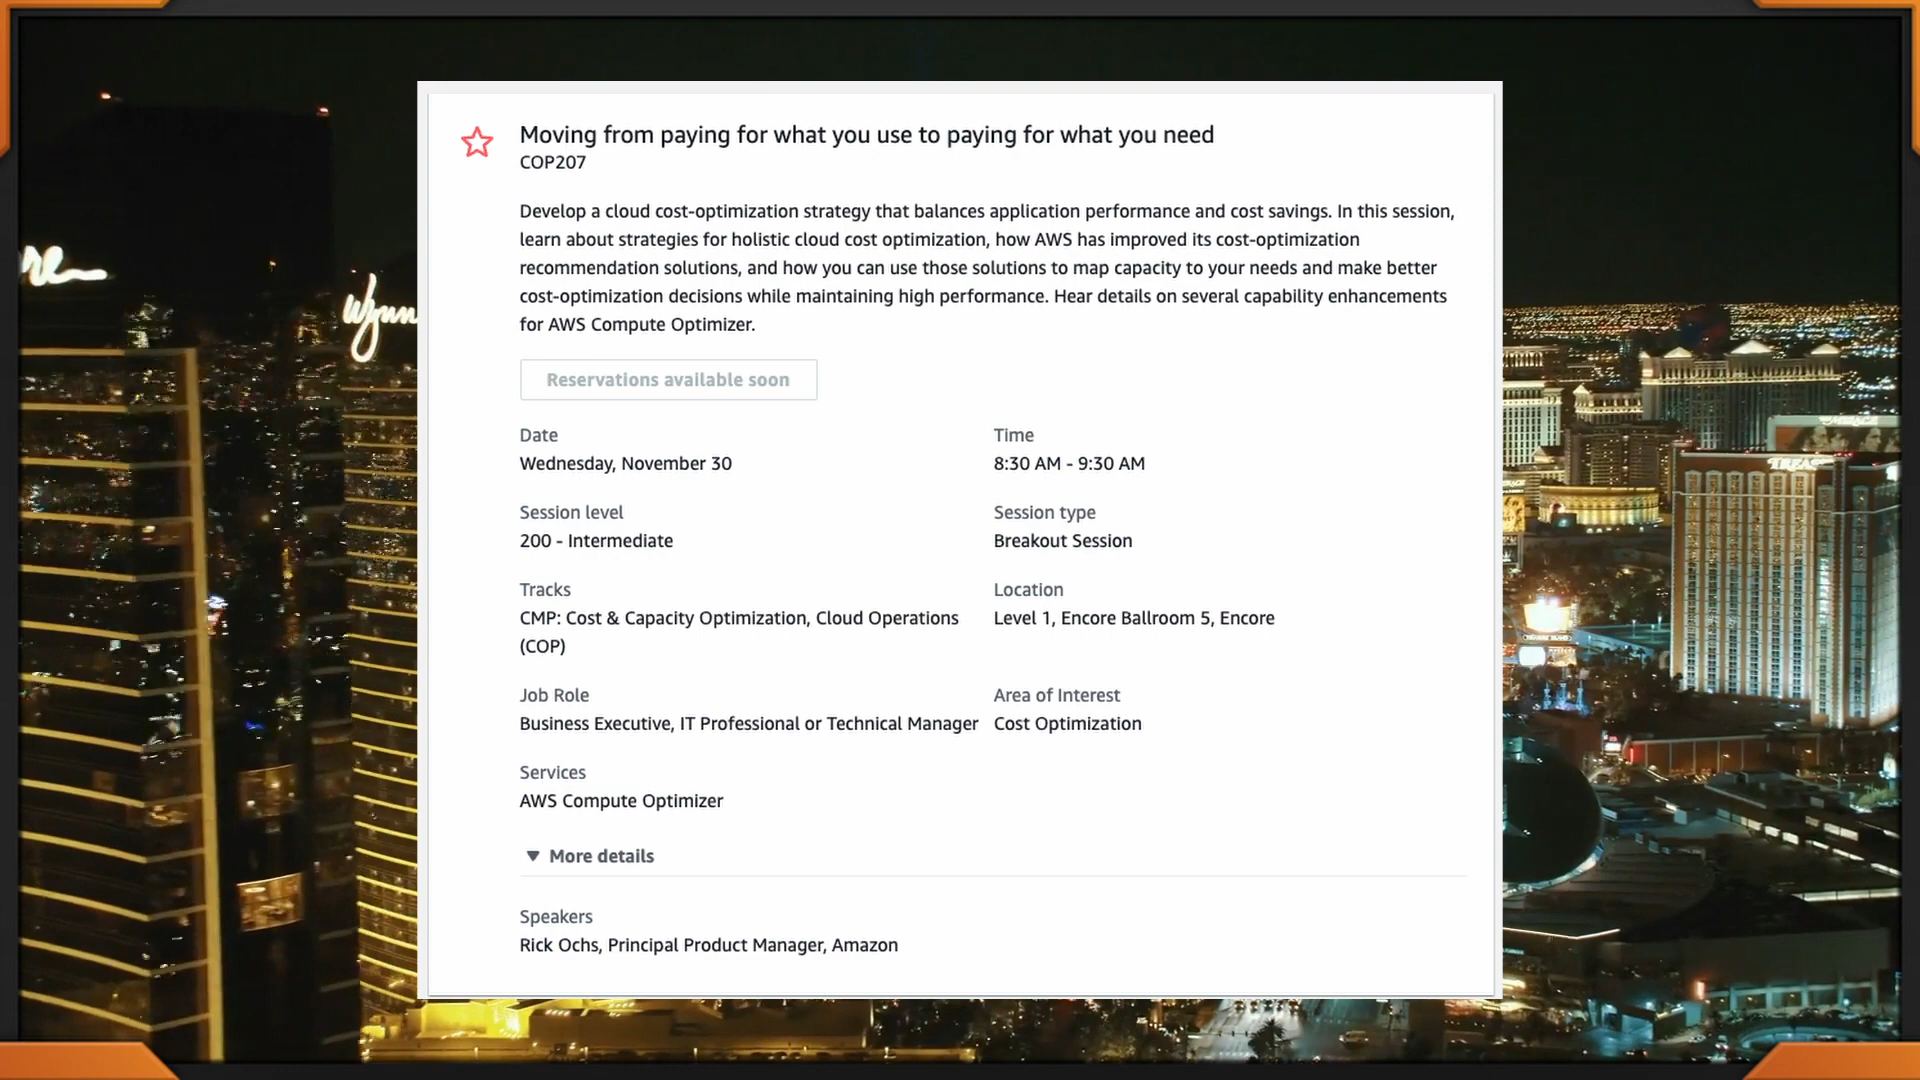 Moving from paying for what you use to paying for what you need
COP207
Develop a cloud cost-optimization strategy that balances application performance and cost savings. In this session,
learn about strategies for holistic cloud cost optimization, how AWS has improved its cost-optimization
recommendation solutions, and how you can use those solutions to map capacity to your needs and make better
cost-optimization decisions while maintaining high performance. Hear details on several capability enhancements
for AWS Compute Optimizer.
Reservations available soon
Date
Wednesday, November 30
Time
8:30 AM - 9:30 AM
Session level
200 - Intermediate
Session type
Breakout Session
Tracks
CMP: Cost & Capacity Optimization, Cloud Operations
(COP)
Location
Level 1, Encore Ballroom 5, Encore
Job Role
Business Executive, IT Professional or Technical Manager
Area of Interest
Cost Optimization
Services
AWS Compute Optimizer
More details
Speakers
Rick Ochs, Principal Product Manager, Amazon
re
Wynn
TREAS